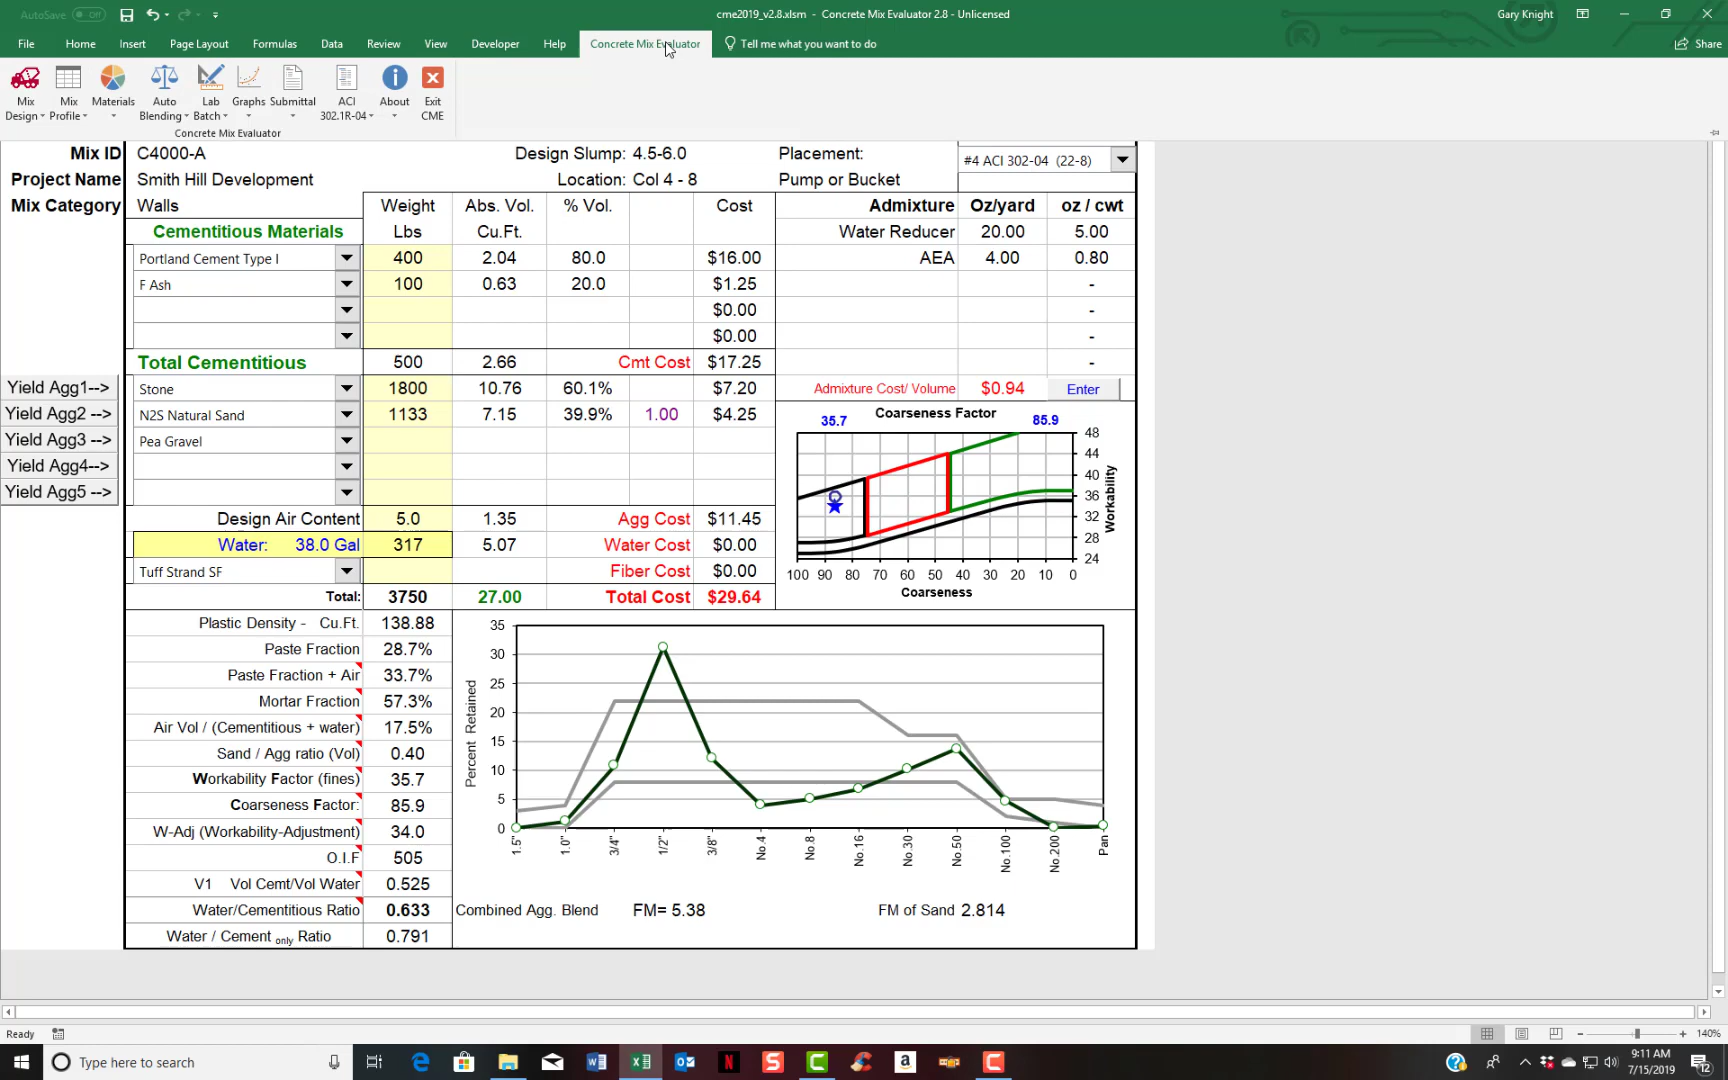 AutoSave Off
cme2019_v2.8.xlsm - Concrete Mix Evaluator 2.8 - Unlicensed
Gary Knight
File Home Insert Page Layout Formulas Data Review View Developer Help Concrete Mix Evaluator Tell me what you want to do Share
Mix Design Mix Profile Materials Auto Blending Lab Batch Graphs Submittal ACI 302.1R-04 About Exit CME
Concrete Mix Evaluator
Mix ID C4000-A Design Slump: 4.5-6.0 Placement: #4 ACI 302-04 (22-8)
Project Name Smith Hill Development Location: Col 4 - 8 Pump or Bucket
Mix Category Walls Weight Abs. Vol. % Vol. Cost Admixture Oz/yard oz / cwt
Cementitious Materials Lbs Cu.Ft. Water Reducer 20.00 5.00
Portland Cement Type I 400 2.04 80.0 $16.00 AEA 4.00 0.80
F Ash 100 0.63 20.0 $1.25 -
$0.00 -
$0.00 -
Total Cementitious 500 2.66 Cmt Cost $17.25 -
Yield Agg1--> Stone 1800 10.76 60.1% $7.20 Admixture Cost/ Volume $0.94 Enter
Yield Agg2 --> N2S Natural Sand 1133 7.15 39.9% 1.00 $4.25
Yield Agg3 --> Pea Gravel
Yield Agg4-->
Yield Agg5 -->
Design Air Content 5.0 1.35 Agg Cost $11.45
Water: 38.0 Gal 317 5.07 Water Cost $0.00
Tuff Strand SF Fiber Cost $0.00
Total: 3750 27.00 Total Cost $29.64
35.7 Coarseness Factor 85.9
48
44
40
36
32
28
24
Workability
100 90 80 70 60 50 40 30 20 10 0
Coarseness
Plastic Density - Cu.Ft. 138.88
Paste Fraction 28.7%
Paste Fraction + Air 33.7%
Mortar Fraction 57.3%
Air Vol / (Cementitious + water) 17.5%
Sand / Agg ratio (Vol) 0.40
Workability Factor (fines) 35.7
Coarseness Factor: 85.9
W-Adj (Workability-Adjustment) 34.0
O.I.F 505
V1 Vol Cemt/Vol Water 0.525
Water/Cementitious Ratio 0.633
Water / Cement only Ratio 0.791
Percent Retained
35
30
25
20
15
10
5
0
1.5" 1.0" 3/4" 1/2" 3/8" No.4 No.8 No.16 No.30 No.50 No.100 No.200 Pan
Combined Agg. Blend FM= 5.38 FM of Sand 2.814
Ready
140%
Type here to search
9:11 AM
7/15/2019
12